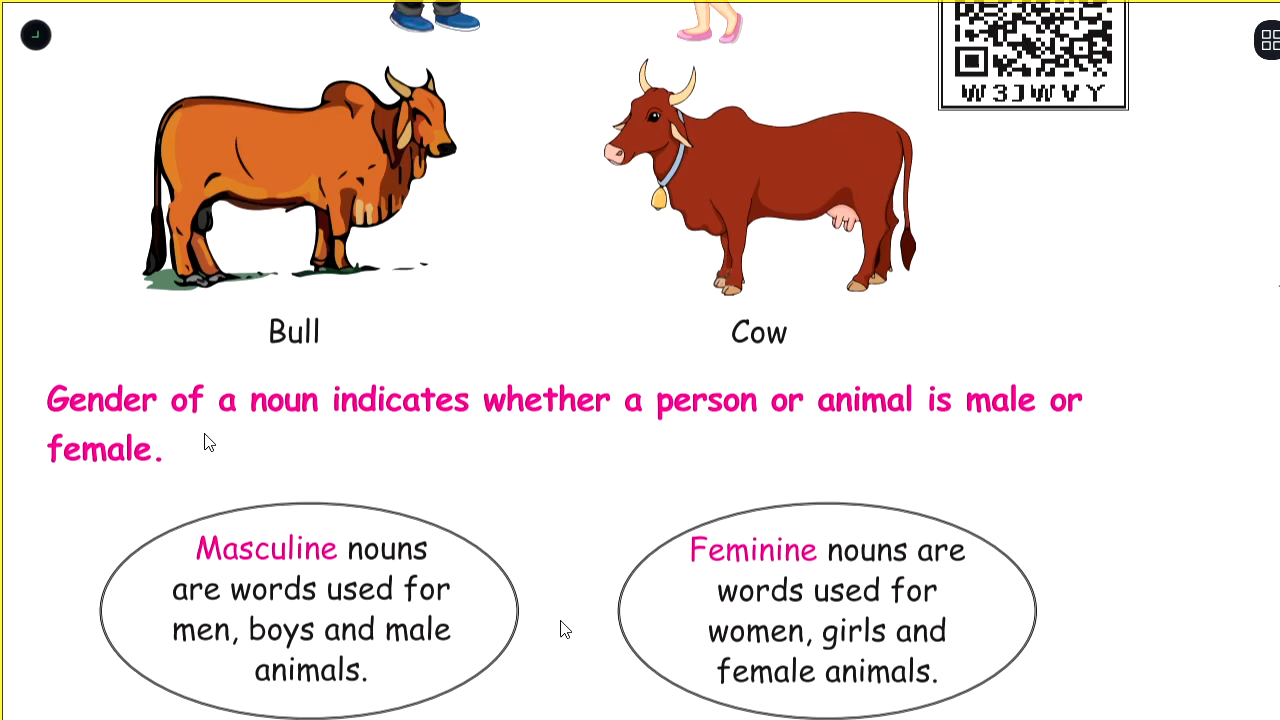 W3JWVY
Bull
Cow
Gender of a noun indicates whether a person or animal is male or
female.
Masculine nouns
are words used for
men, boys and male
animals.
Feminine nouns are
words used for
women, girls and
female animals.